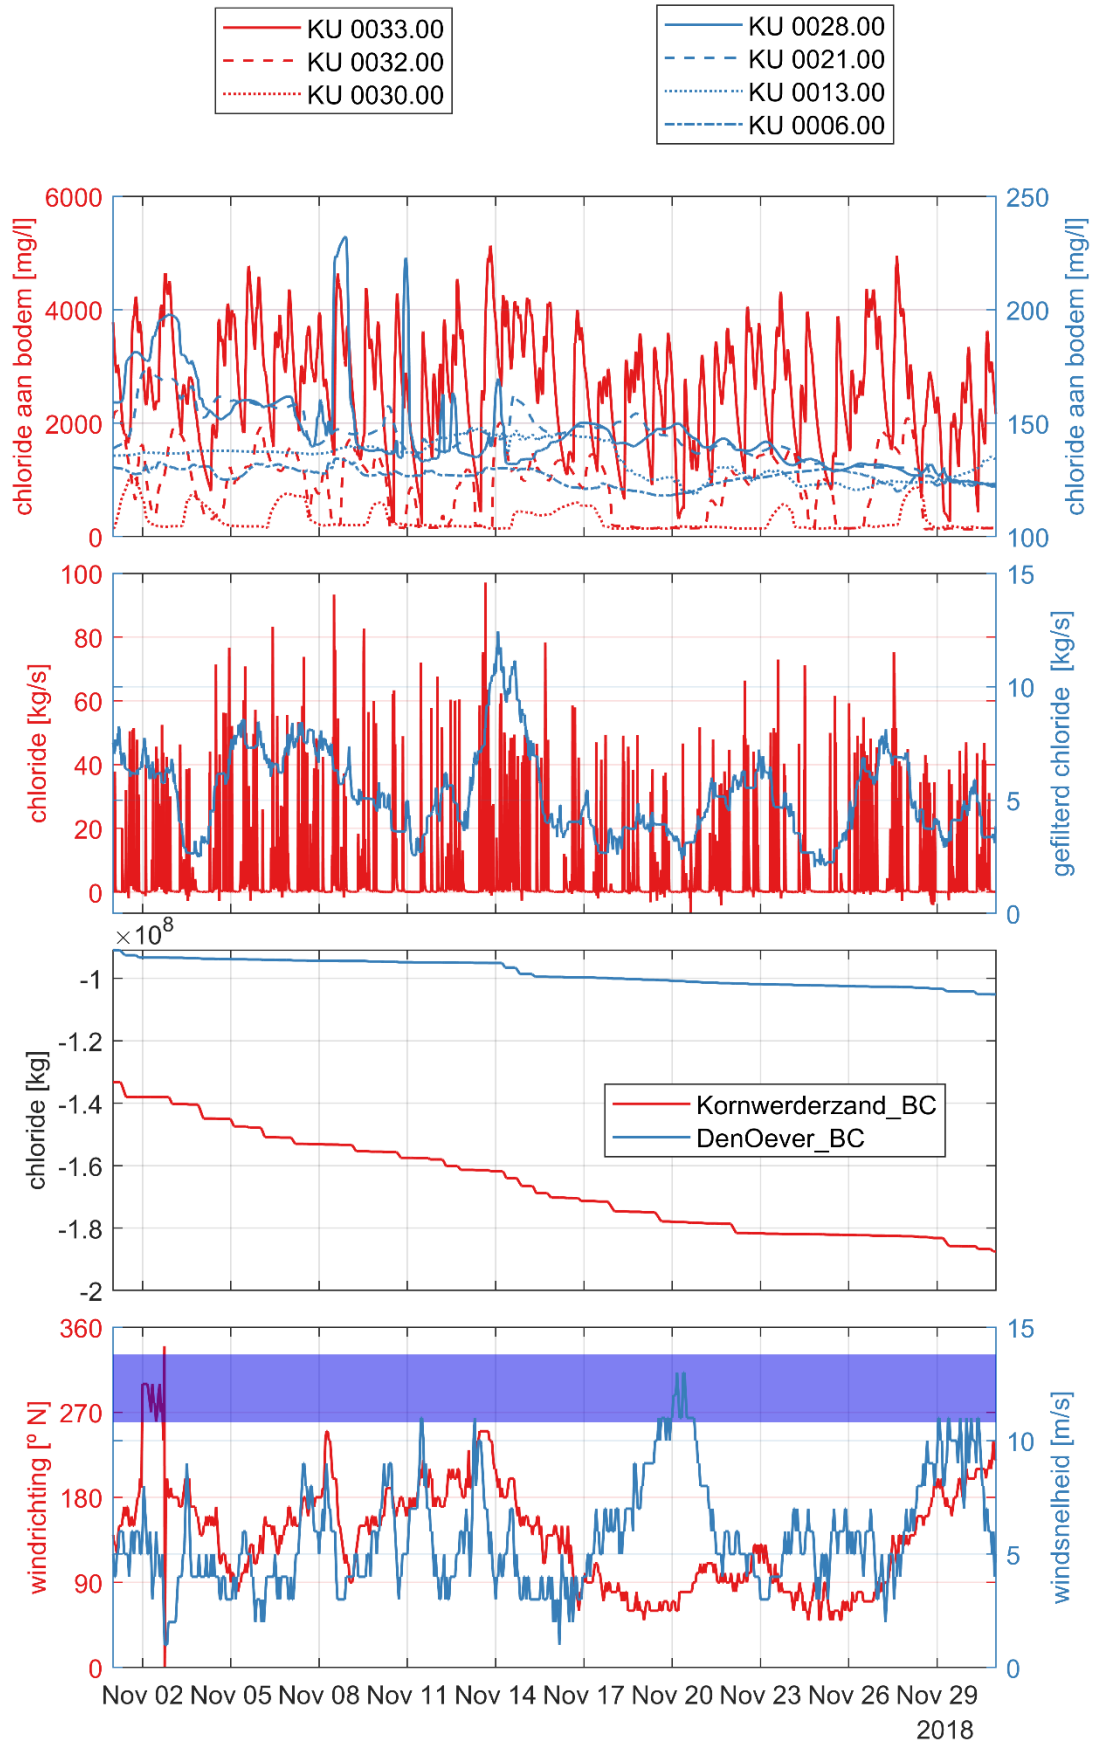 KU 0033.00
KU 0032.00
KU 0030.00
KU 0028.00
KU 0021.00
KU 0013.00
KU 0006.00
6000
4000
2000
0
chloride aan bodem [mg/l]
250
200
150
100
chloride aan bodem [mg/l]
100
80
60
40
20
0
chloride [kg/s]
15
10
5
0
gefilterd chloride [kg/s]
×10⁸
-1
-1.2
-1.4
-1.6
-1.8
-2
chloride [kg]
Kornwerderzand_BC
DenOever_BC
360
270
180
90
0
windrichting [º N]
15
10
5
0
windsnelheid [m/s]
Nov 02 Nov 05 Nov 08 Nov 11 Nov 14 Nov 17 Nov 20 Nov 23 Nov 26 Nov 29
2018